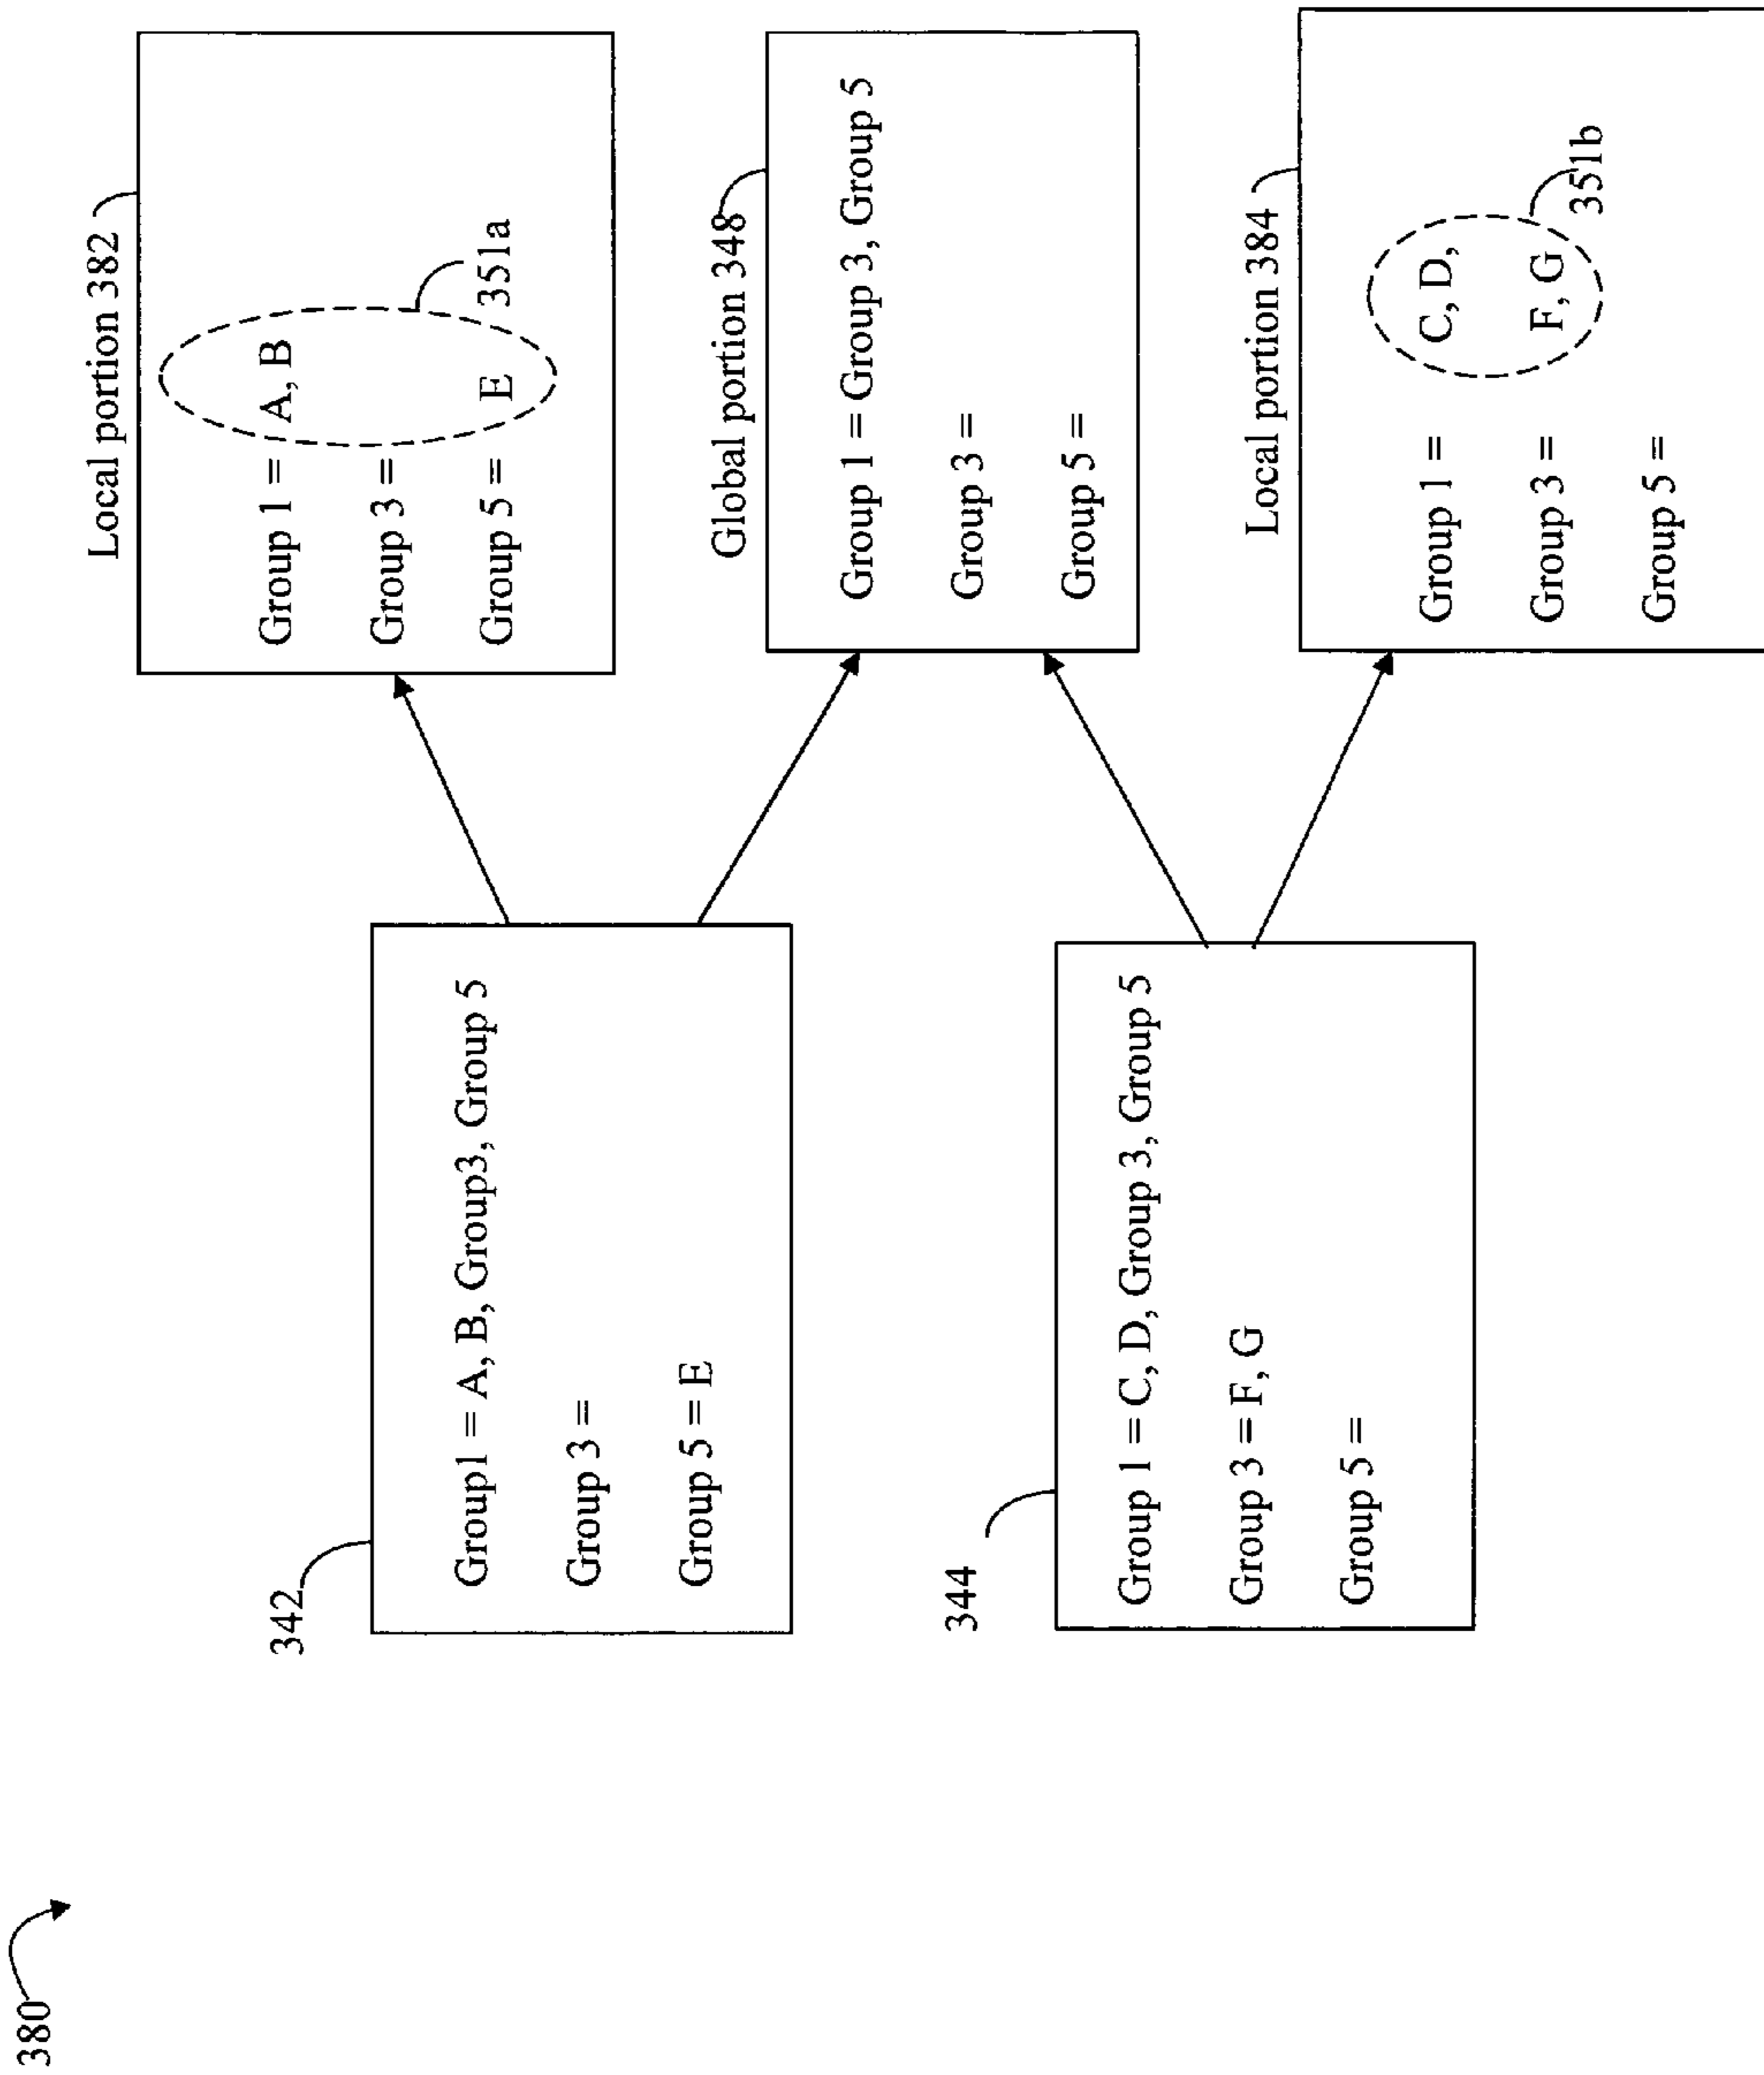 380
342
Group1 = A, B, Group3, Group 5
Group 3 =
Group 5 = E
344
Group 1 = C, D, Group 3, Group 5
Group 3 = F, G
Group 5 =
Local portion 382
Group 1 = A, B
Group 3 =
Group 5 = E
351a
Global portion 348
Group 1 = Group 3, Group 5
Group 3 =
Group 5 =
Local portion 384
Group 1 = C, D,
Group 3 = F, G
Group 5 =
351b